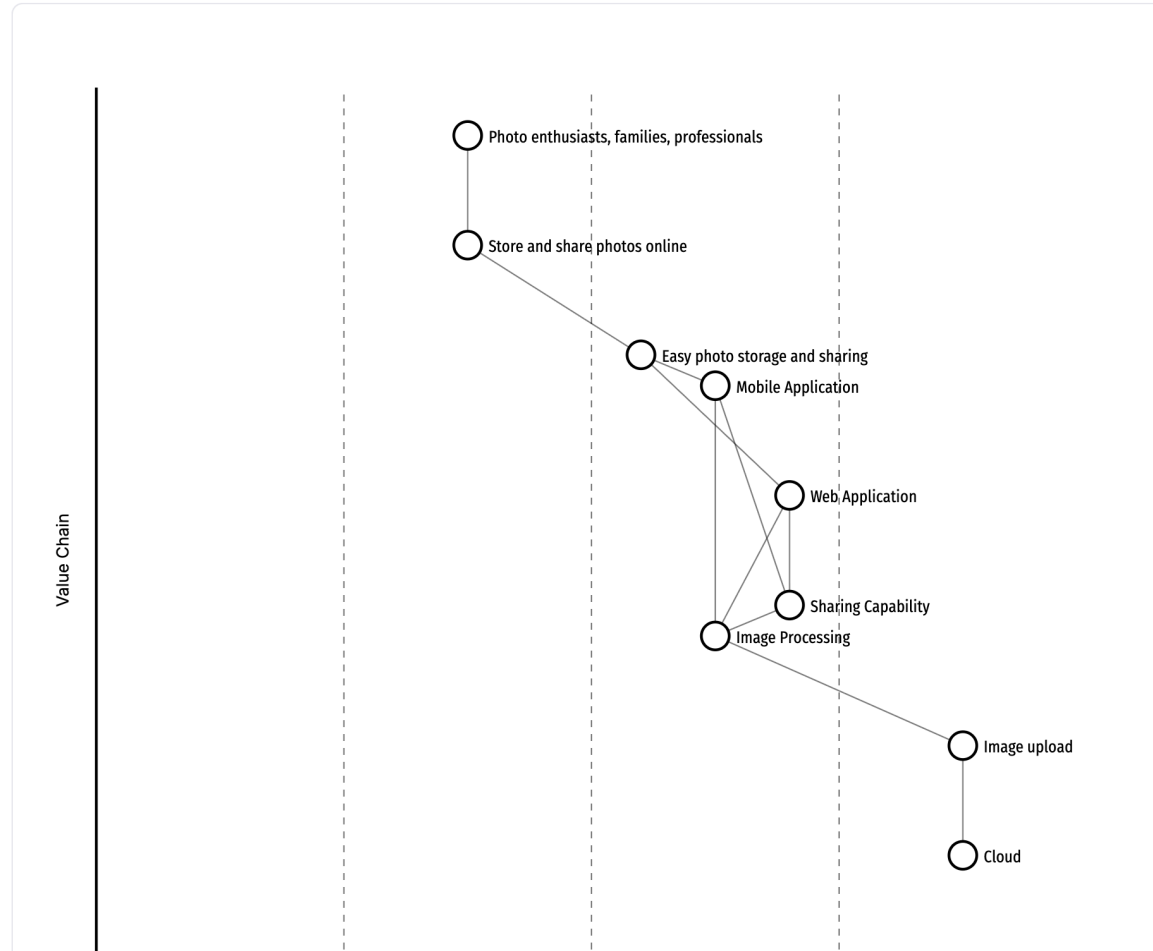 Photo enthusiasts, families, professionals
Store and share photos online
Easy photo storage and sharing
Mobile Application
Web Application
Value Chain
Sharing Capability
Image Processing
Image upload
Cloud